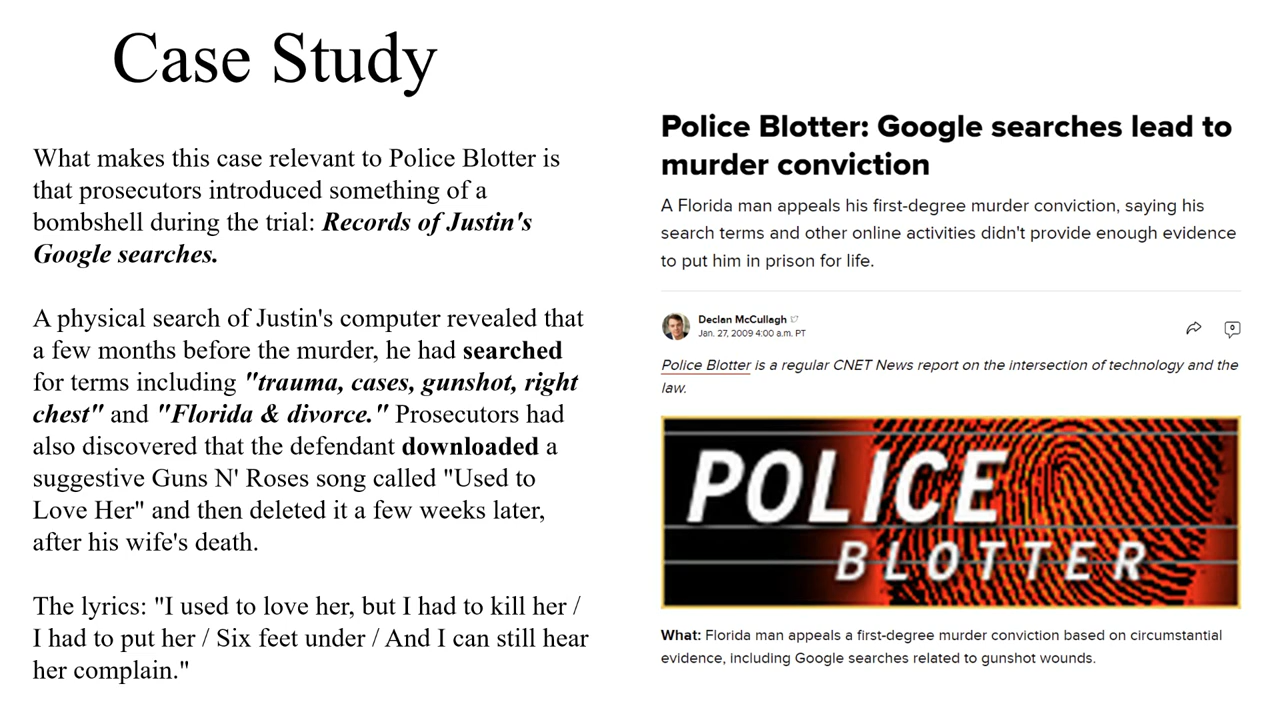 Case Study
What makes this case relevant to Police Blotter is
that prosecutors introduced something of a
bombshell during the trial: Records of Justin's
Google searches.
A physical search of Justin's computer revealed that
a few months before the murder, he had searched
for terms including "trauma, cases, gunshot, right
chest" and "Florida & divorce." Prosecutors had
also discovered that the defendant downloaded a
suggestive Guns N' Roses song called "Used to
Love Her" and then deleted it a few weeks later,
after his wife's death.
The lyrics: "I used to love her, but I had to kill her /
I had to put her / Six feet under / And I can still hear
her complain."
Police Blotter: Google searches lead to
murder conviction
A Florida man appeals his first-degree murder conviction, saying his
search terms and other online activities didn't provide enough evidence
to put him in prison for life.
Declan McCullagh
Jan. 27, 2009 4:00 a.m. PT
0
Police Blotter is a regular CNET News report on the intersection of technology and the
law.
POLICE
BLOTTER
What: Florida man appeals a first-degree murder conviction based on circumstantial
evidence, including Google searches related to gunshot wounds.